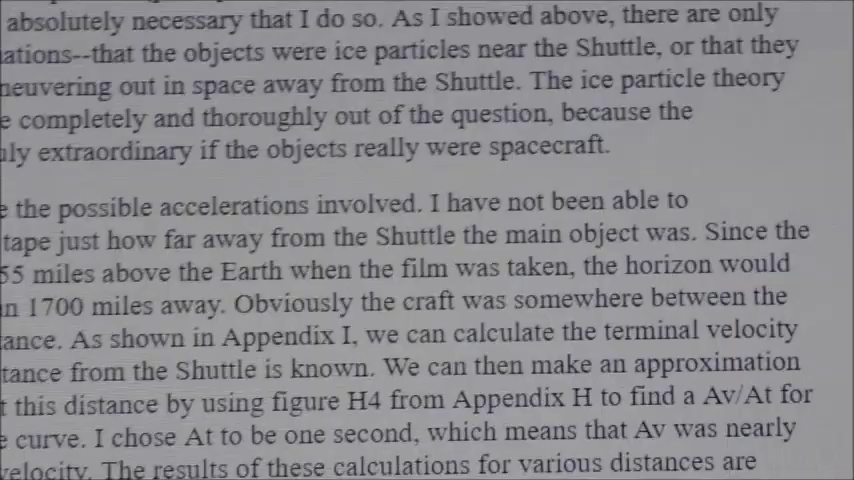 absolutely necessary that I do so. As I showed above, there are only
ations--that the objects were ice particles near the Shuttle, or that they
neuvering out in space away from the Shuttle. The ice particle theory
e completely and thoroughly out of the question, because the
uly extraordinary if the objects really were spacecraft.
e the possible accelerations involved. I have not been able to
tape just how far away from the Shuttle the main object was. Since the
55 miles above the Earth when the film was taken, the horizon would
an 1700 miles away. Obviously the craft was somewhere between the
ance. As shown in Appendix I, we can calculate the terminal velocity
tance from the Shuttle is known. We can then make an approximation
t this distance by using figure H4 from Appendix H to find a Av/At for
e curve. I chose At to be one second, which means that Av was nearly
velocity. The results of these calculations for various distances are